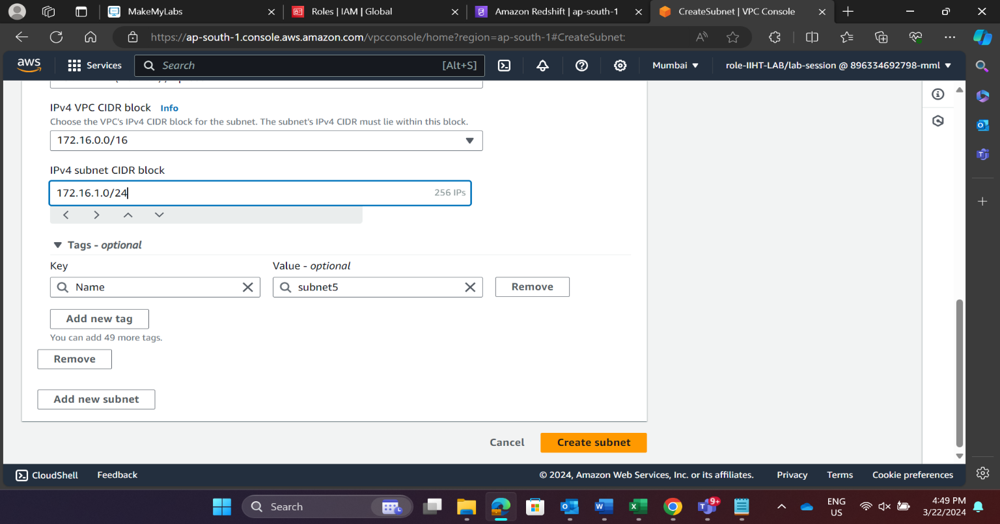 MakeMyLabs
Roles | IAM | Global
Amazon Redshift | ap-south-1
CreateSubnet | VPC Console
https://ap-south-1.console.aws.amazon.com/vpcconsole/home?region=ap-south-1#CreateSubnet:
aws
Services
Search
[Alt+S]
Mumbai
role-IIHT-LAB/lab-session @ 896334692798-mml
IPv4 VPC CIDR block Info
Choose the VPC's IPv4 CIDR block for the subnet. The subnet's IPv4 CIDR must lie within this block.
172.16.0.0/16
IPv4 subnet CIDR block
172.16.1.0/24
256 IPs
Tags - optional
Key
Value - optional
Name
subnet5
Remove
Add new tag
You can add 49 more tags.
Remove
Add new subnet
Cancel
Create subnet
CloudShell
Feedback
© 2024, Amazon Web Services, Inc. or its affiliates.
Privacy
Terms
Cookie preferences
Search
9+
ENG
US
4:49 PM
3/22/2024